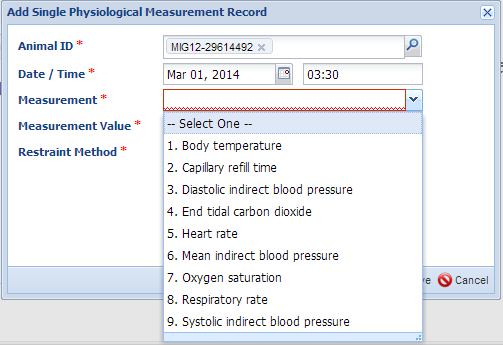 Add Single Physiological Measurement Record
Animal ID * MIG12-29614492
Date / Time * Mar 01, 2014 03:30
Measurement *
Measurement Value *
Restraint Method *
-- Select One --
1. Body temperature
2. Capillary refill time
3. Diastolic indirect blood pressure
4. End tidal carbon dioxide
5. Heart rate
6. Mean indirect blood pressure
7. Oxygen saturation
8. Respiratory rate
9. Systolic indirect blood pressure
Cancel